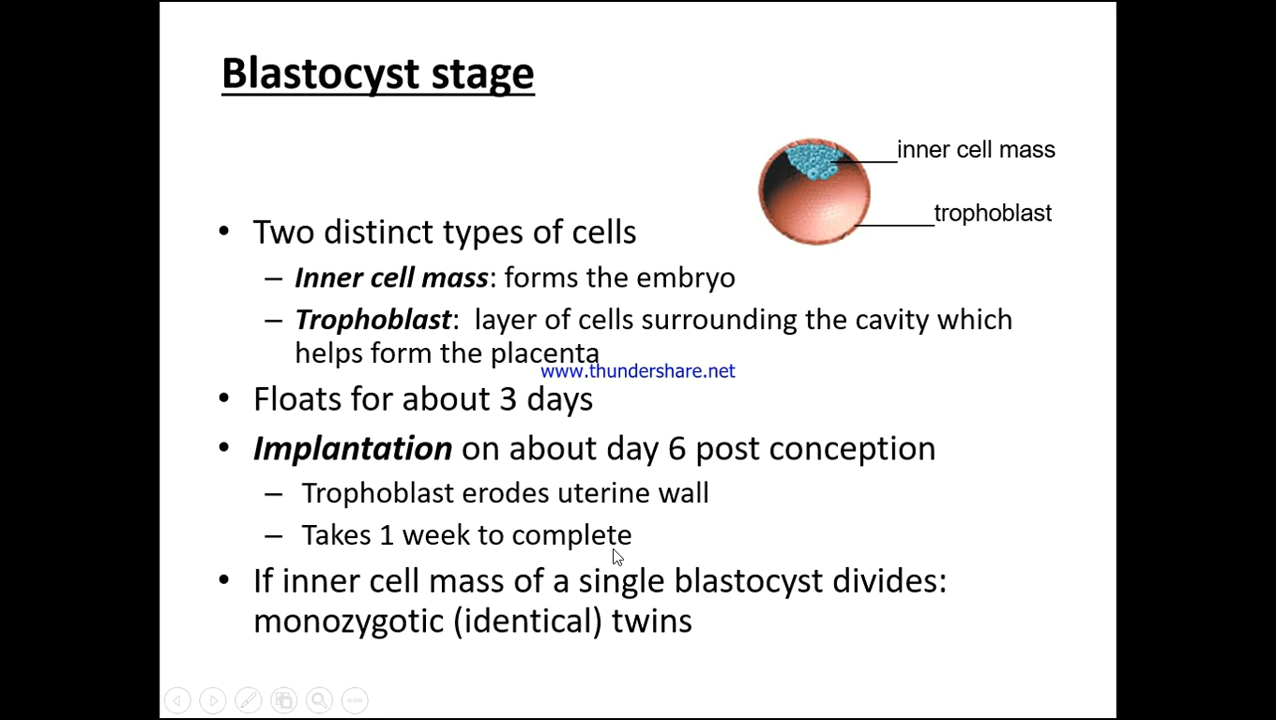 Blastocyst stage
inner cell mass
trophoblast
• Two distinct types of cells
– Inner cell mass: forms the embryo
– Trophoblast: layer of cells surrounding the cavity which
helps form the placenta
www.thundershare.net
• Floats for about 3 days
• Implantation on about day 6 post conception
– Trophoblast erodes uterine wall
– Takes 1 week to complete
• If inner cell mass of a single blastocyst divides:
monozygotic (identical) twins